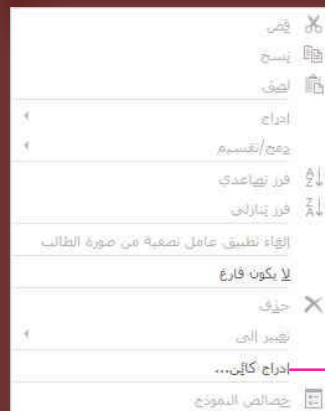 قص
نسخ
لصق
إدراج
دمج/تقسيم
فرز تصاعدي
فرز تنازلي
إلغاء تطبيق عامل تصفية من صورة الطالب
لا يكون فارغ
حذف
تغيير إلى
إدراج كائن...
خصائص النموذج